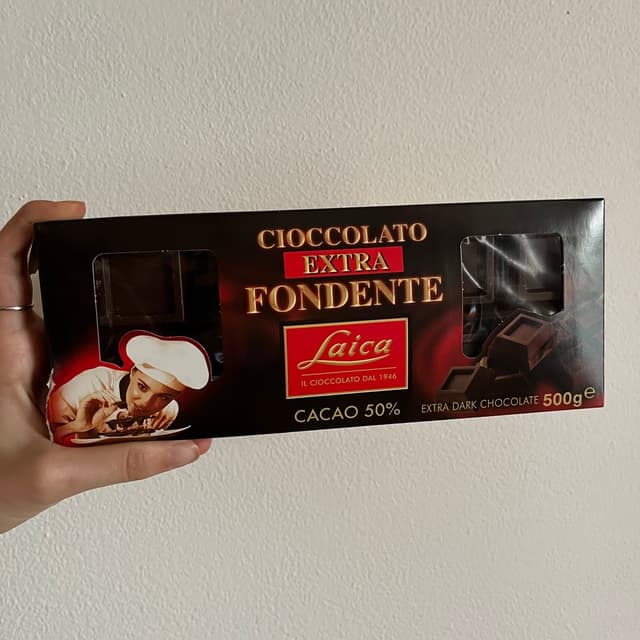 CIOCCOLATO
EXTRA
FONDENTE
Laica
IL CIOCCOLATO DAL 1946
CACAO 50%
EXTRA DARK CHOCOLATE 500g℮